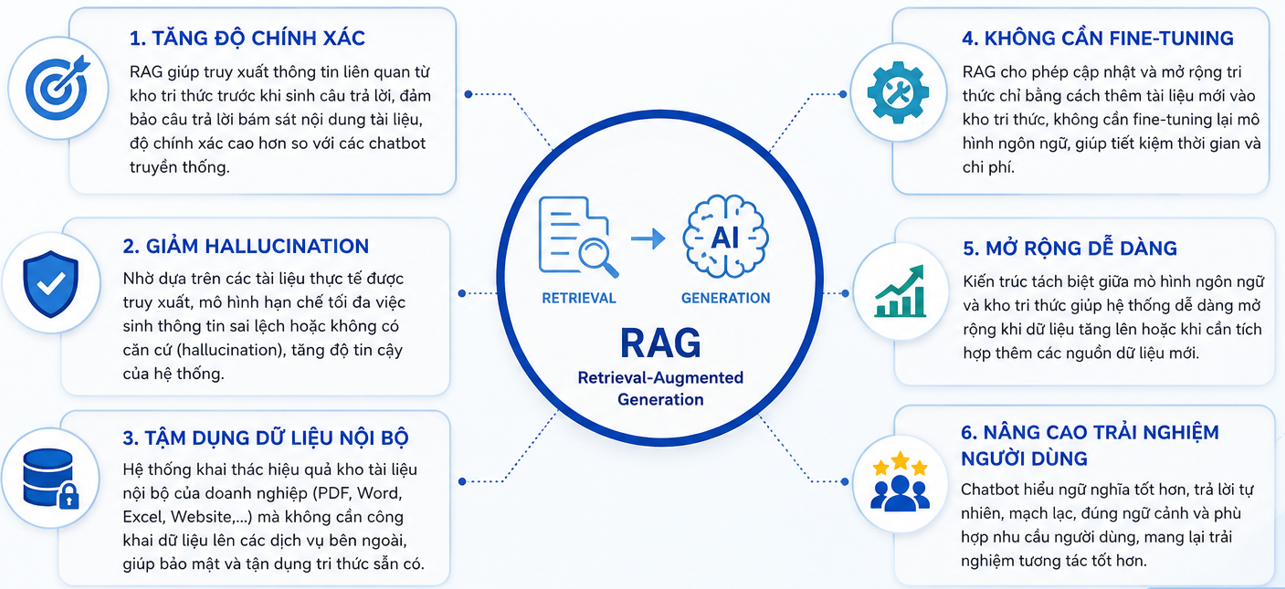 1. TĂNG ĐỘ CHÍNH XÁC
RAG giúp truy xuất thông tin liên quan từ
kho tri thức trước khi sinh câu trả lời, đảm
bảo câu trả lời bám sát nội dung tài liệu,
độ chính xác cao hơn so với các chatbot
truyền thống.
2. GIẢM HALLUCINATION
Nhờ dựa trên các tài liệu thực tế được
truy xuất, mô hình hạn chế tối đa việc
sinh thông tin sai lệch hoặc không có
căn cứ (hallucination), tăng độ tin cậy
của hệ thống.
3. TẬM DỤNG DỮ LIỆU NỘI BỘ
Hệ thống khai thác hiệu quả kho tài liệu
nội bộ của doanh nghiệp (PDF, Word,
Excel, Website,...) mà không cần công
khai dữ liệu lên các dịch vụ bên ngoài,
giúp bảo mật và tận dụng tri thức sẵn có.
AI
RETRIEVAL
GENERATION
RAG
Retrieval-Augmented
Generation
4. KHÔNG CẦN FINE-TUNING
RAG cho phép cập nhật và mở rộng tri
thức chỉ bằng cách thêm tài liệu mới vào
kho tri thức, không cần fine-tuning lại mô
hình ngôn ngữ, giúp tiết kiệm thời gian và
chi phí.
5. MỞ RỘNG DỄ DÀNG
Kiến trúc tách biệt giữa mò hình ngôn ngữ
và kho tri thức giúp hệ thống dễ dàng mở
rộng khi dữ liệu tăng lên hoặc khi cần tích
hợp thêm các nguồn dữ liệu mới.
6. NÂNG CAO TRẢI NGHIỆM
NGƯỜI DÙNG
Chatbot hiểu ngữ nghĩa tốt hơn, trả lời tự
nhiên, mạch lạc, đúng ngữ cảnh và phù
hợp nhu cầu người dùng, mang lại trải
nghiệm tương tác tốt hơn.